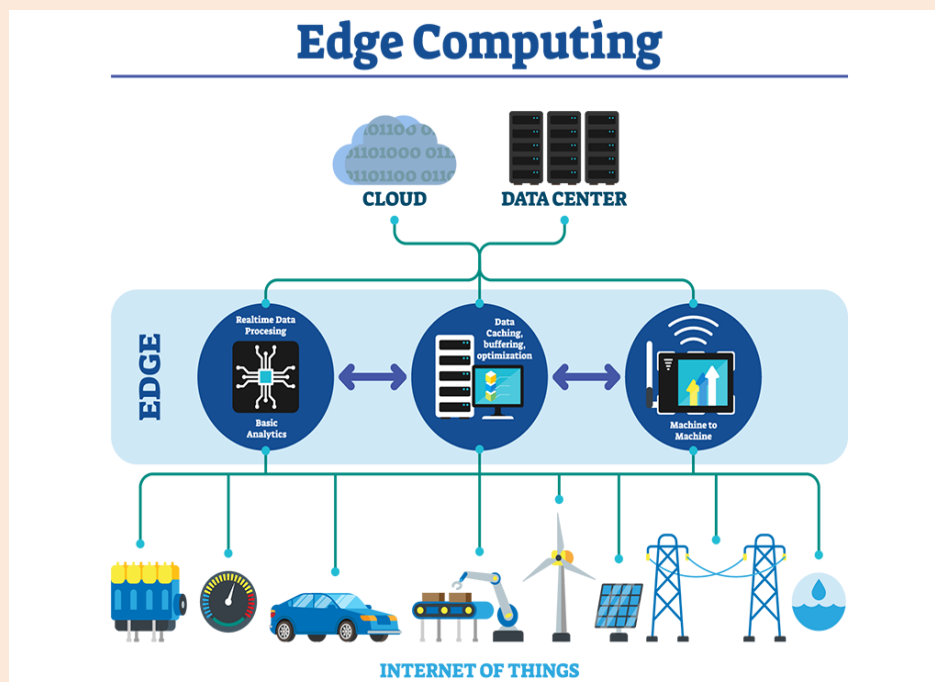 Edge Computing
CLOUD
DATA CENTER
EDGE
Realtime Data
Procesing
Basic
Analytics
Data
Caching,
buffering,
optimization
Machine to
Machine
INTERNET OF THINGS